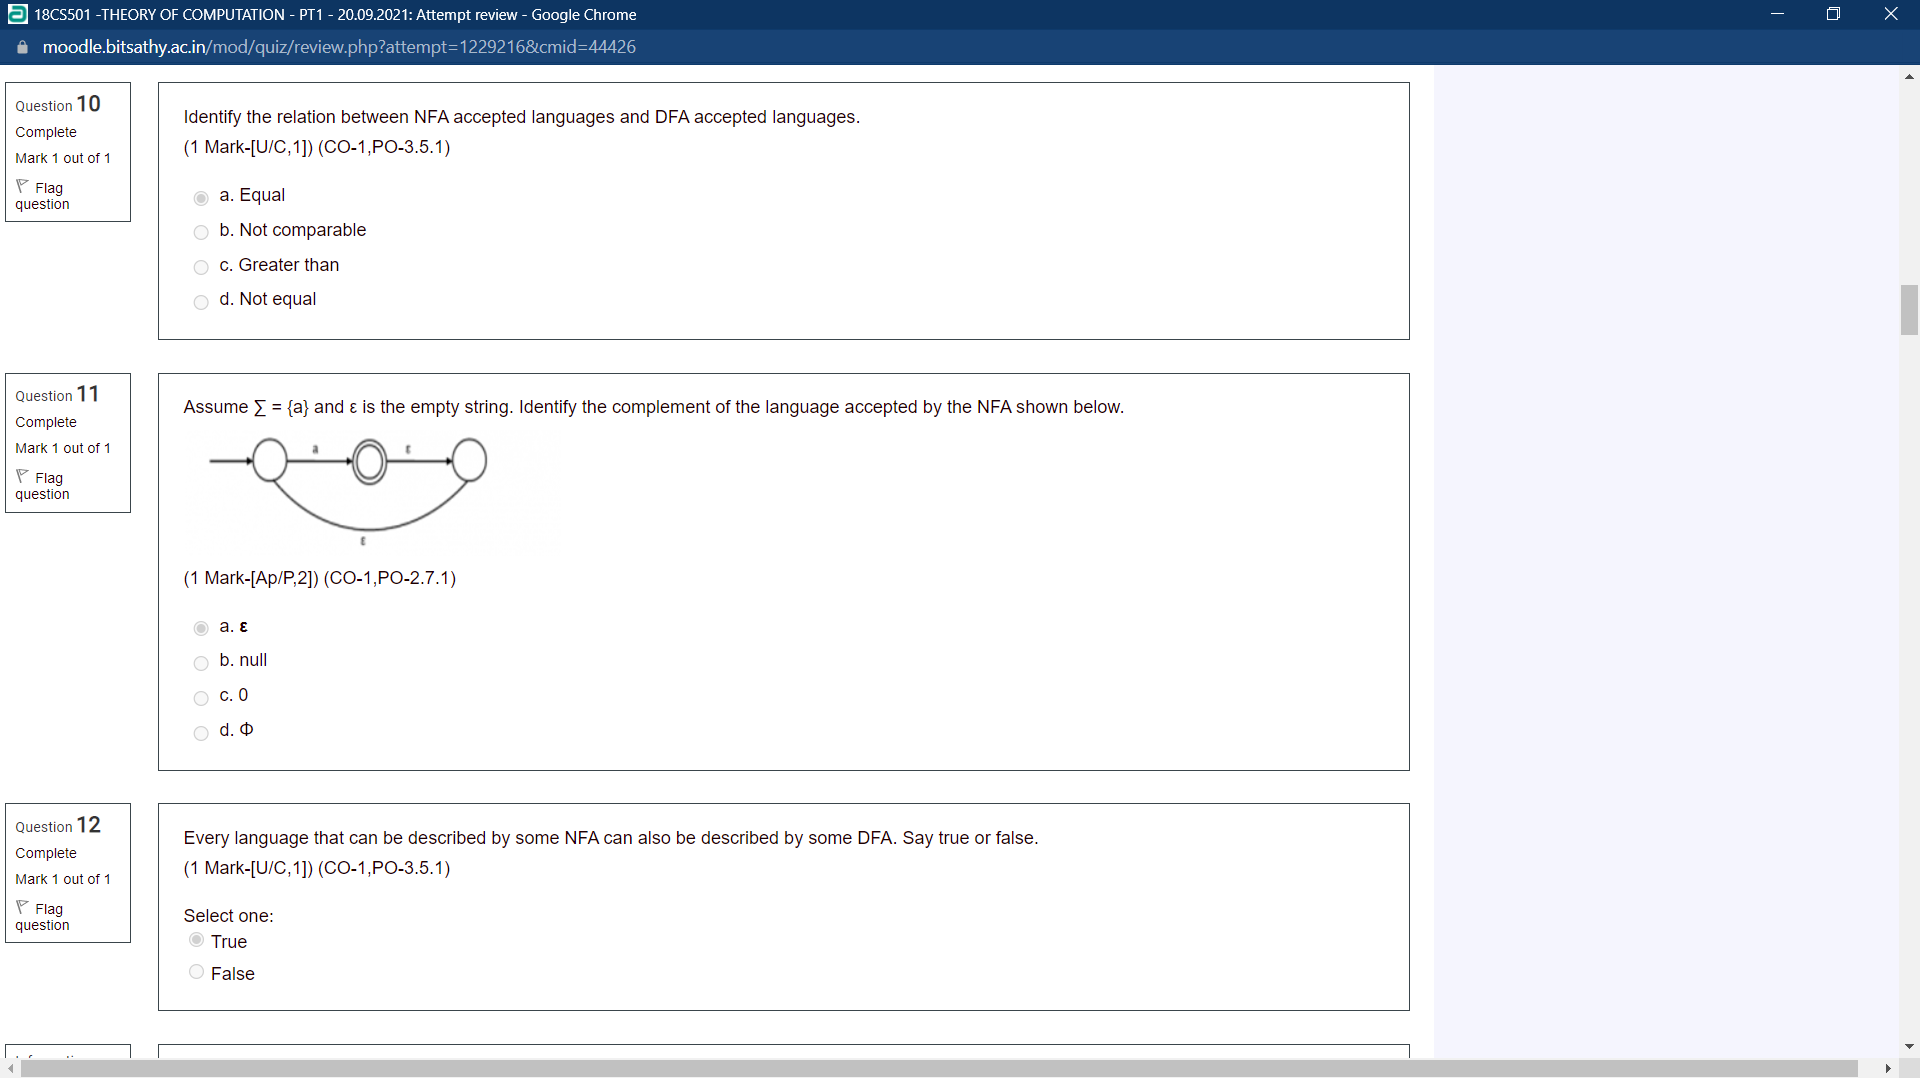 18CS501 -THEORY OF COMPUTATION - PT1 - 20.09.2021: Attempt review - Google Chrome
moodle.bitsathy.ac.in/mod/quiz/review.php?attempt=1229216&cmid=44426
Question 10
Complete
Mark 1 out of 1
Flag
question
Identify the relation between NFA accepted languages and DFA accepted languages.
(1 Mark-[U/C,1]) (CO-1,PO-3.5.1)
a. Equal
b. Not comparable
c. Greater than
d. Not equal
Question 11
Complete
Mark 1 out of 1
Flag
question
Assume ∑ = {a} and ε is the empty string. Identify the complement of the language accepted by the NFA shown below.
a
ε
ε
(1 Mark-[Ap/P,2]) (CO-1,PO-2.7.1)
a. ε
b. null
c. 0
d. Φ
Question 12
Complete
Mark 1 out of 1
Flag
question
Every language that can be described by some NFA can also be described by some DFA. Say true or false.
(1 Mark-[U/C,1]) (CO-1,PO-3.5.1)
Select one:
True
False